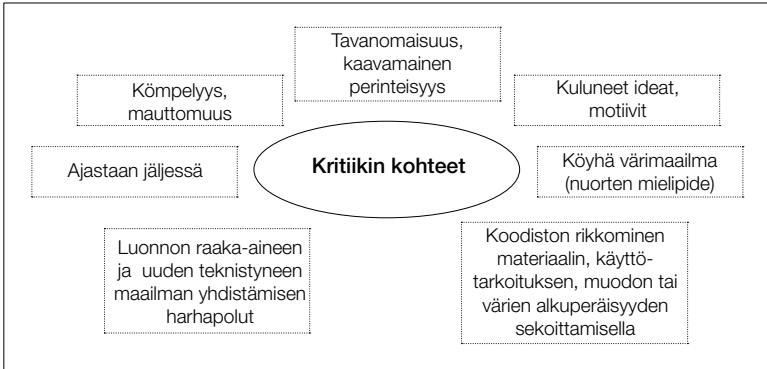 Tavanomaisuus,
kaavamainen
perinteisyys
Kömpelyys,
mauttomuus
Kuluneet ideat,
motiivit
Ajastaan jäljessä
Kritiikin kohteet
Köyhä värimaailma
(nuorten mielipide)
Luonnon raaka-aineen
ja uuden teknistyneen
maailman yhdistämisen
harhapolut
Koodiston rikkominen
materiaalin, käyttö-
tarkoituksen, muodon tai
värien alkuperäisyyden
sekoittamisella